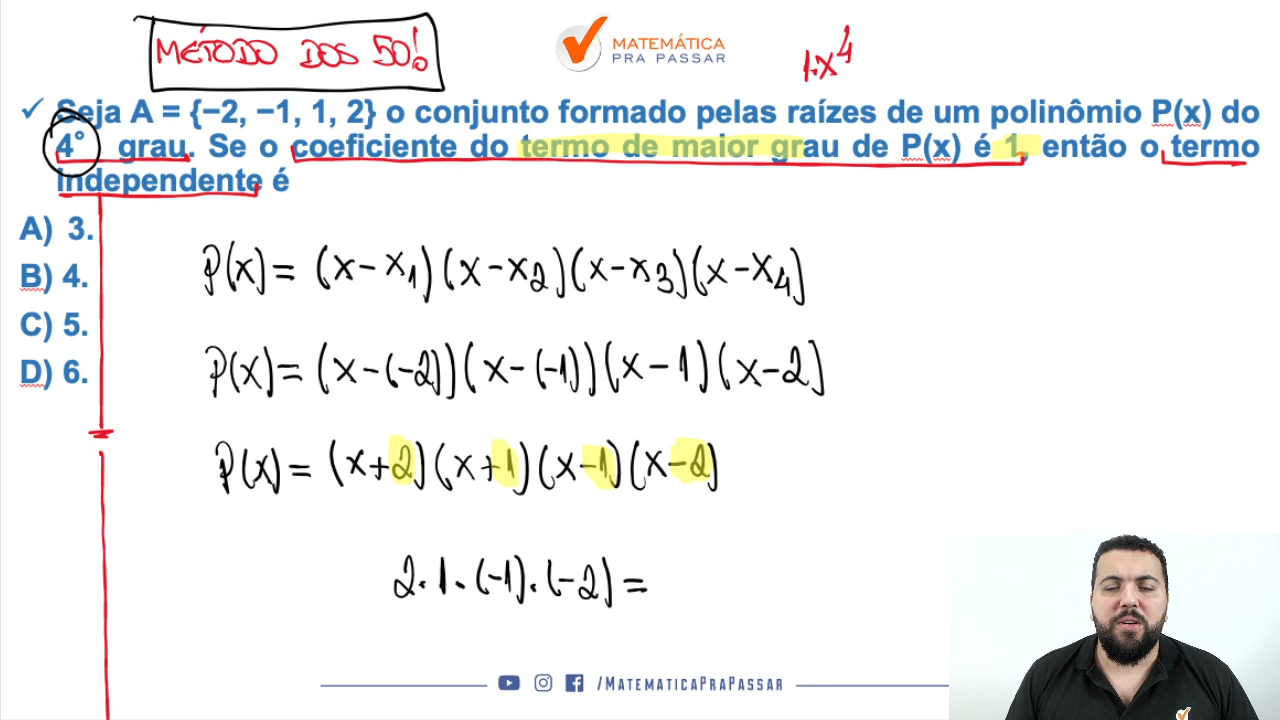 MÉTODO DOS 50!
MATEMÁTICA
PRA PASSAR
1.x⁴
✓ Seja A = {−2, −1, 1, 2} o conjunto formado pelas raízes de um polinômio P(x) do
4° grau. Se o coeficiente do termo de maior grau de P(x) é 1, então o termo
independente é
A) 3.
B) 4.
C) 5.
D) 6.
P(x) = (x - x₁)(x - x₂)(x - x₃)(x - x₄)
P(x) = (x - (-2))(x - (-1))(x - 1)(x - 2)
P(x) = (x+2)(x+1)(x-1)(x-2)
2.1.(-1).(-2) =
/MATEMATICAPRAPASSAR